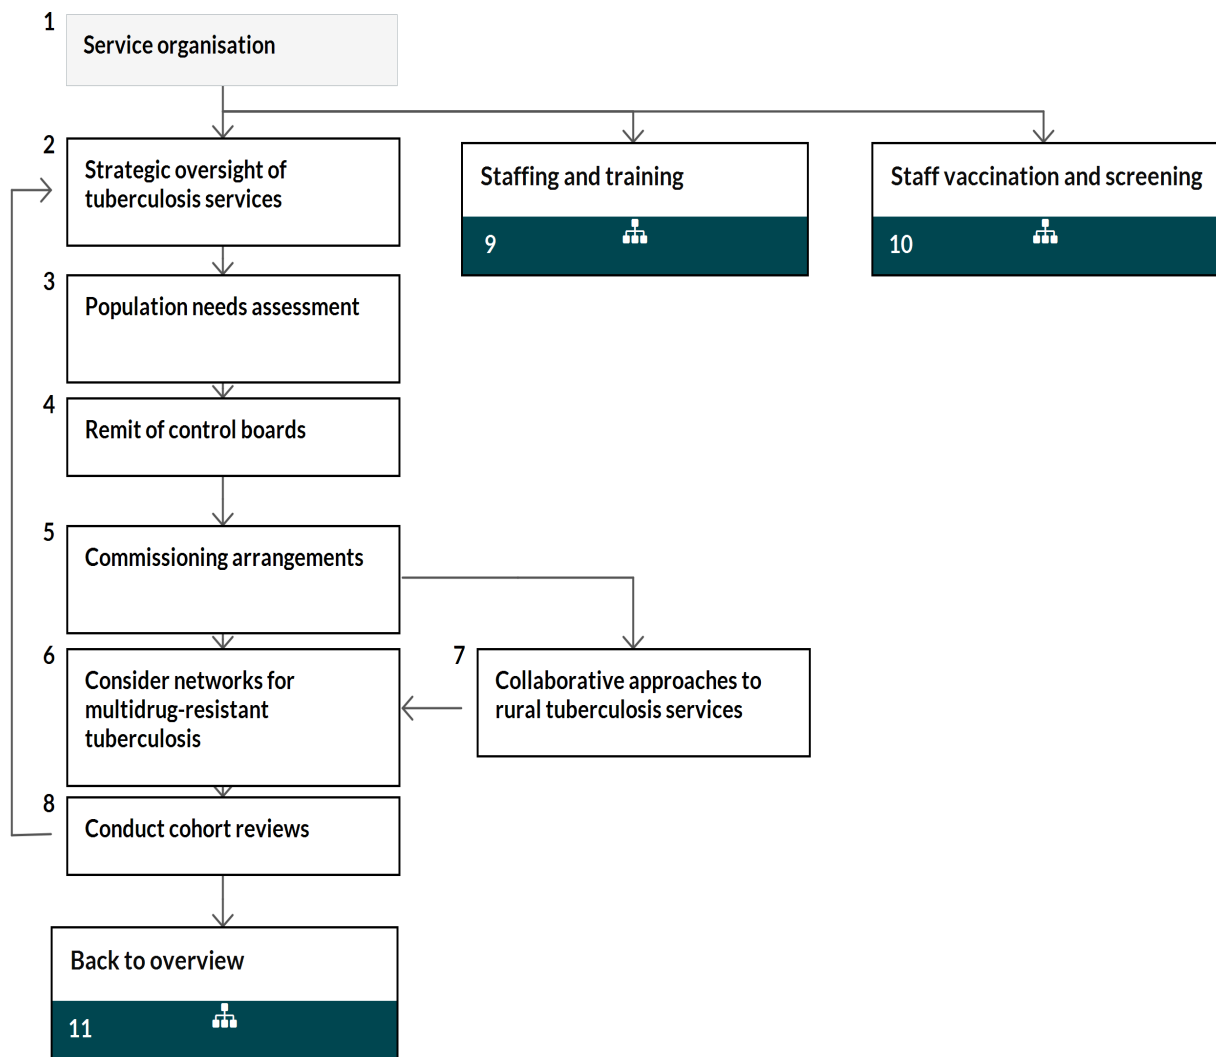 1
Service organisation
2
Strategic oversight of
tuberculosis services
Staffing and training
9
Staff vaccination and screening
10
3
Population needs assessment
4
Remit of control boards
5
Commissioning arrangements
6
Consider networks for
multidrug-resistant
tuberculosis
7
Collaborative approaches to
rural tuberculosis services
8
Conduct cohort reviews
Back to overview
11